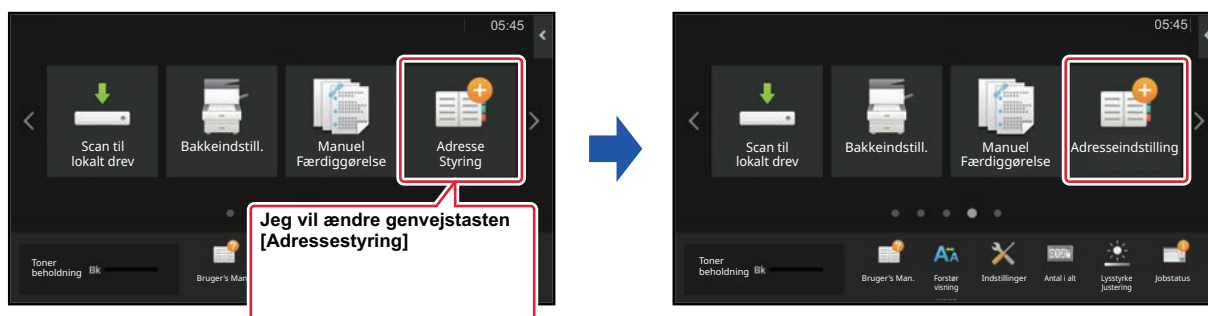 05:45
Scan til
lokalt drev
Bakkeindstill.
Manuel
Færdiggørelse
Adresse
Styring
Jeg vil ændre genvejstasten
[Adressestyring]
Toner
beholdning Bk
Bruger's Man.
05:45
Scan til
lokalt drev
Bakkeindstill.
Manuel
Færdiggørelse
Adresseindstilling
Toner
beholdning Bk
Bruger's Man.
Forstør
visning
Indstillinger
Antal i alt
Lysstyrke
Justering
Jobstatus